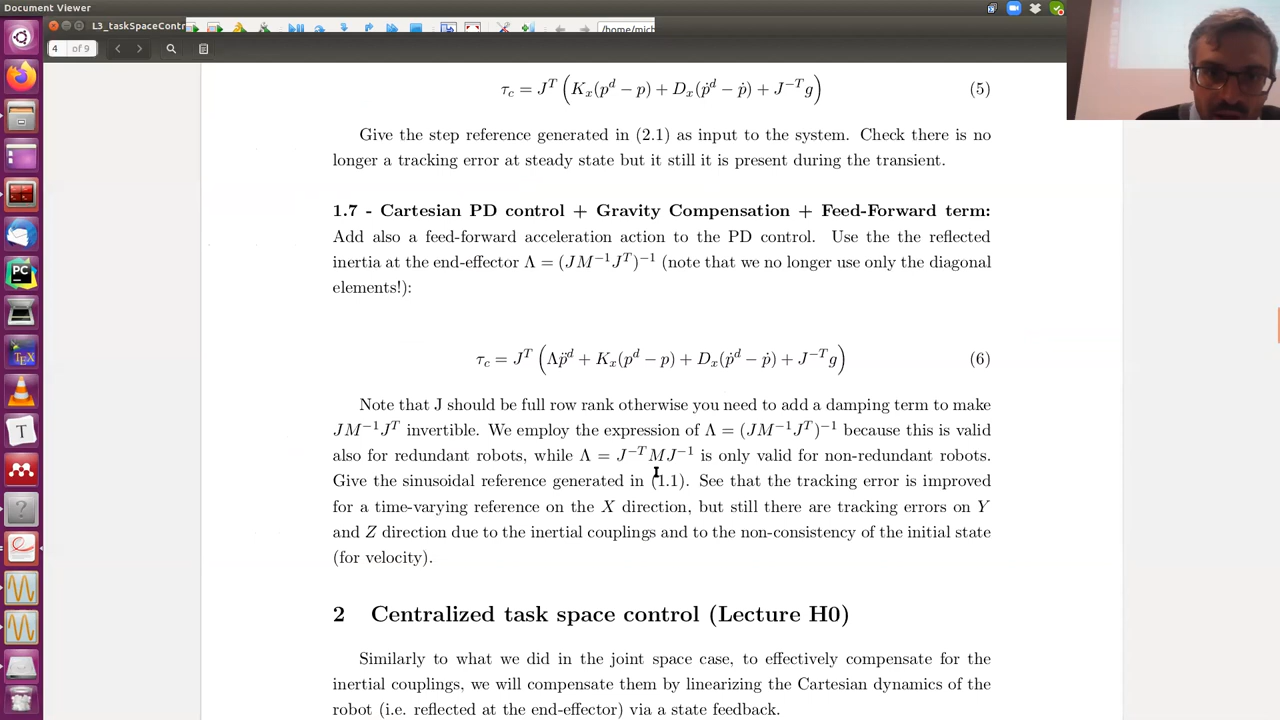 Document Viewer
L3_taskSpaceContr
/home/mich
4 of 9
τ_c = J^T (K_x(p^d − p) + D_x(ṗ^d − ṗ) + J^{−T}g) (5)
Give the step reference generated in (2.1) as input to the system. Check there is no
longer a tracking error at steady state but it still it is present during the transient.
1.7 - Cartesian PD control + Gravity Compensation + Feed-Forward term:
Add also a feed-forward acceleration action to the PD control. Use the the reflected
inertia at the end-effector Λ = (JM^{−1}J^T)^{−1} (note that we no longer use only the diagonal
elements!):
τ_c = J^T (Λp̈^d + K_x(p^d − p) + D_x(ṗ^d − ṗ) + J^{−T}g) (6)
Note that J should be full row rank otherwise you need to add a damping term to make
JM^{−1}J^T invertible. We employ the expression of Λ = (JM^{−1}J^T)^{−1} because this is valid
also for redundant robots, while Λ = J^{−T}MJ^{−1} is only valid for non-redundant robots.
Give the sinusoidal reference generated in (1.1). See that the tracking error is improved
for a time-varying reference on the X direction, but still there are tracking errors on Y
and Z direction due to the inertial couplings and to the non-consistency of the initial state
(for velocity).
2 Centralized task space control (Lecture H0)
Similarly to what we did in the joint space case, to effectively compensate for the
inertial couplings, we will compensate them by linearizing the Cartesian dynamics of the
robot (i.e. reflected at the end-effector) via a state feedback.
PC
TEX
T
?